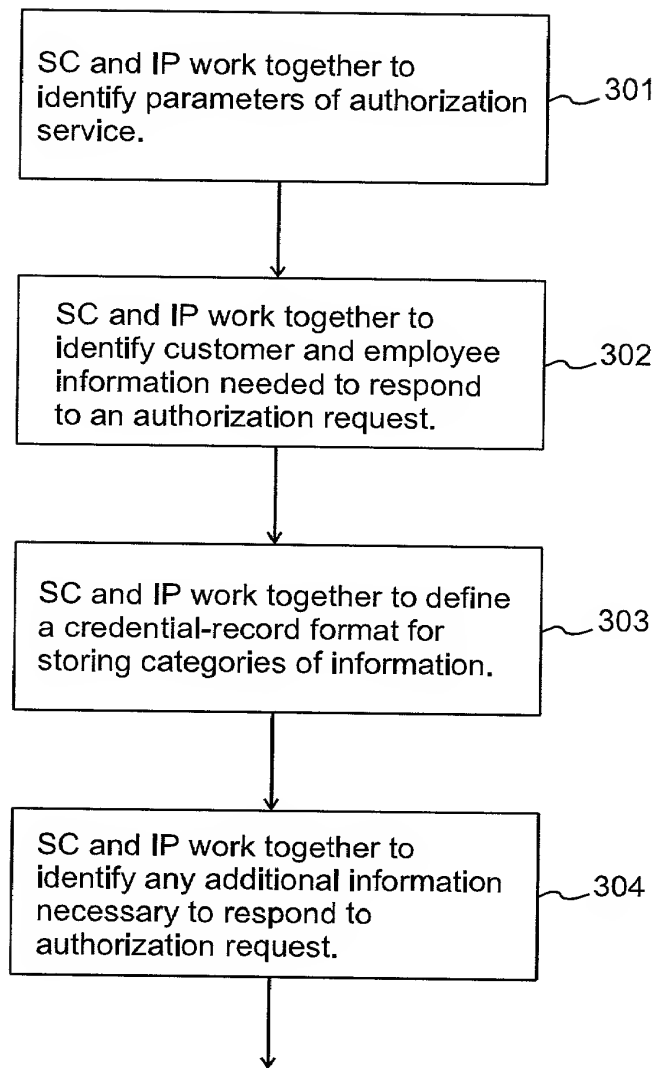 SC and IP work together to
identify parameters of authorization
service.
301
SC and IP work together to
identify customer and employee
information needed to respond
to an authorization request.
302
SC and IP work together to define
a credential-record format for
storing categories of information.
303
SC and IP work together to
identify any additional information
necessary to respond to
authorization request.
304